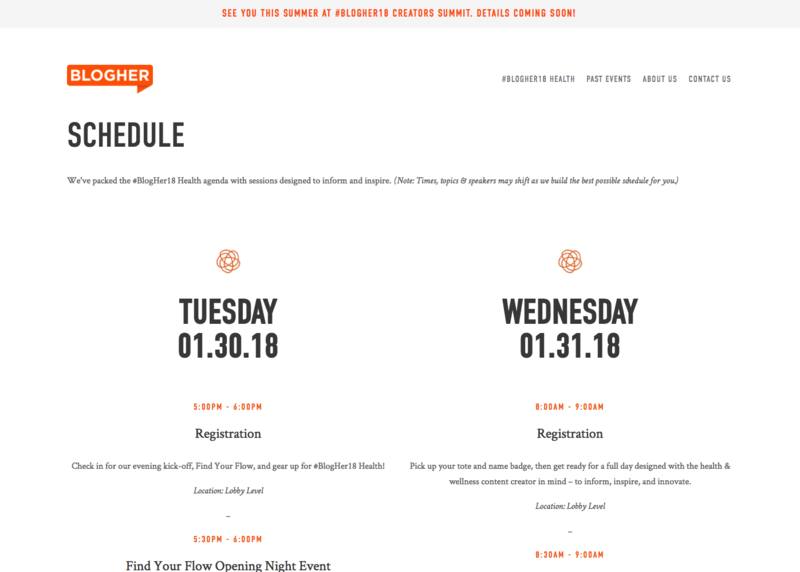 SEE YOU THIS SUMMER AT #BLOGHER18 CREATORS SUMMIT. DETAILS COMING SOON!
BLOGHER
#BLOGHER18 HEALTH PAST EVENTS ABOUT US CONTACT US
SCHEDULE
We've packed the #BlogHer18 Health agenda with sessions designed to inform and inspire. (Note: Times, topics & speakers may shift as we build the best possible schedule for you.)
TUESDAY
01.30.18
5:00PM - 6:00PM
Registration
Check in for our evening kick-off, Find Your Flow, and gear up for #BlogHer18 Health!
Location: Lobby Level
–
5:30PM - 6:00PM
Find Your Flow Opening Night Event
WEDNESDAY
01.31.18
8:00AM - 9:00AM
Registration
Pick up your tote and name badge, then get ready for a full day designed with the health &
wellness content creator in mind – to inform, inspire, and innovate.
Location: Lobby Level
–
8:30AM - 9:00AM